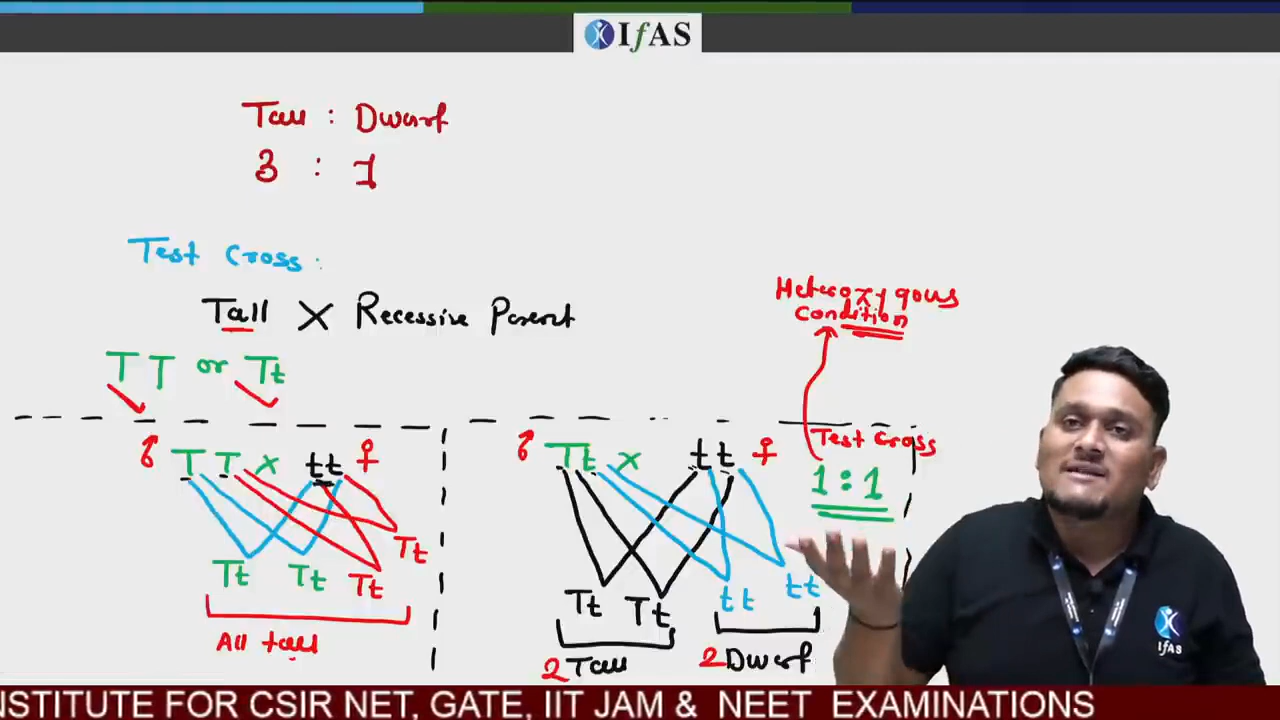 IfAS
Tall : Dwarf
3 : 1
Test Cross :
Tall X Recessive Parent
TT or Tt
Heterozygous
Condition
♂ TT x tt ♀
Tt Tt Tt Tt
All tall
♂ Tt x tt ♀
Tt Tt tt tt
2 Tall 2 Dwarf
Test Cross
1 : 1
IfAS
NSTITUTE FOR CSIR NET, GATE, IIT JAM & NEET EXAMINATIONS